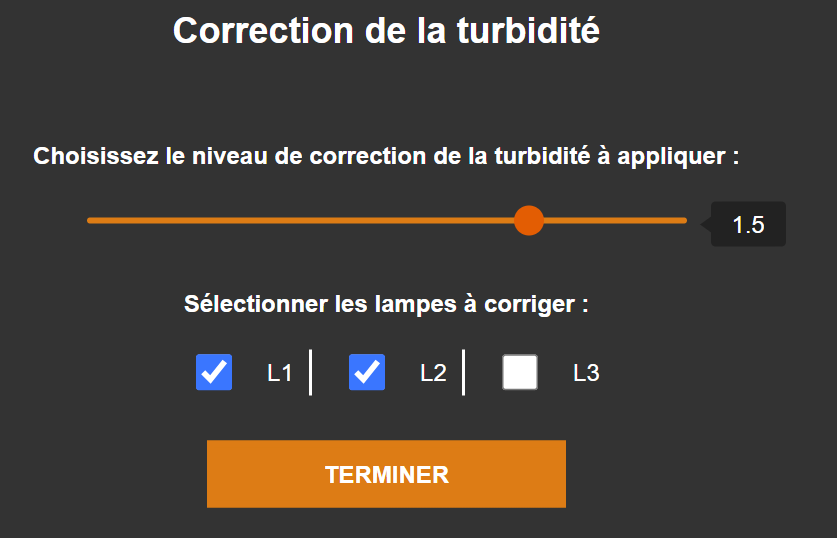 Correction de la turbidité
Choisissez le niveau de correction de la turbidité à appliquer :
1.5
Sélectionner les lampes à corriger :
L1 L2 L3
TERMINER